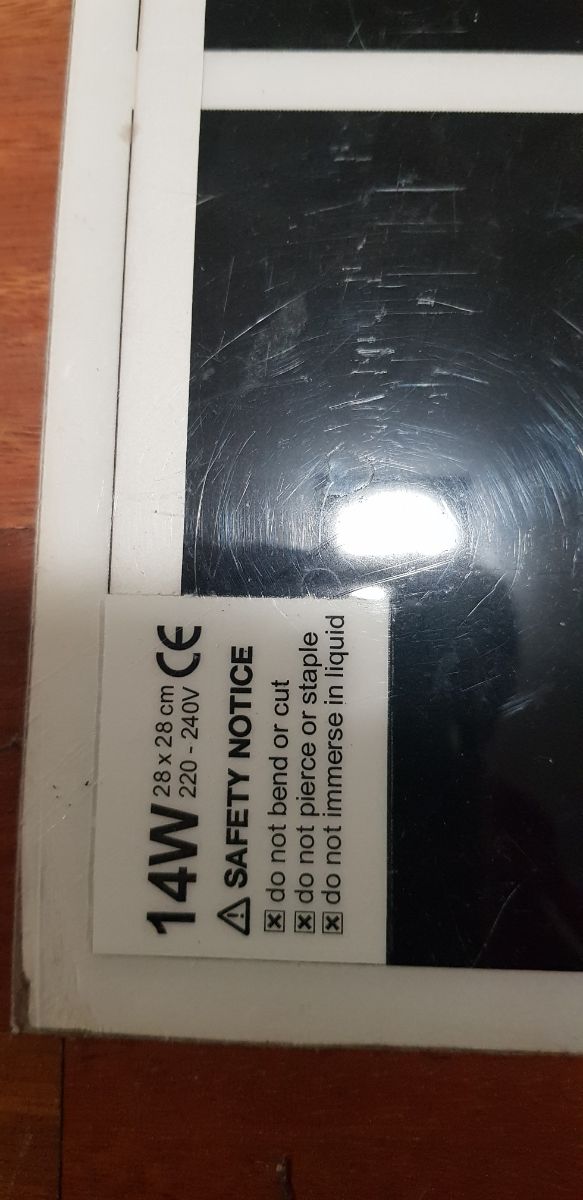 14W 28 x 28 cm
220 - 240V CE
⚠ SAFETY NOTICE
☒ do not bend or cut
☒ do not pierce or staple
☒ do not immerse in liquid